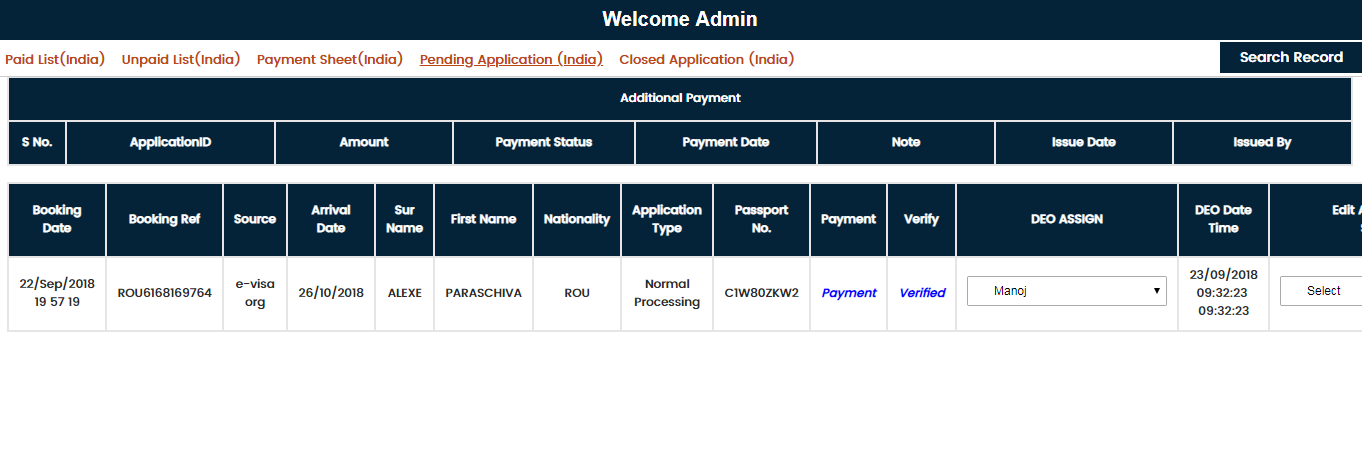 Welcome Admin
Paid List(India) Unpaid List(India) Payment Sheet(India) Pending Application (India) Closed Application (India) Search Record
Additional Payment
S No. ApplicationID Amount Payment Status Payment Date Note Issue Date Issued By
Booking Date Booking Ref Source Arrival Date Sur Name First Name Nationality Application Type Passport No. Payment Verify DEO ASSIGN DEO Date Time Edit
22/Sep/2018 19 57 19 ROU6168169764 e-visa org 26/10/2018 ALEXE PARASCHIVA ROU Normal Processing C1W80ZKW2 Payment Verified Manoj 23/09/2018 09:32:23 09:32:23 Select